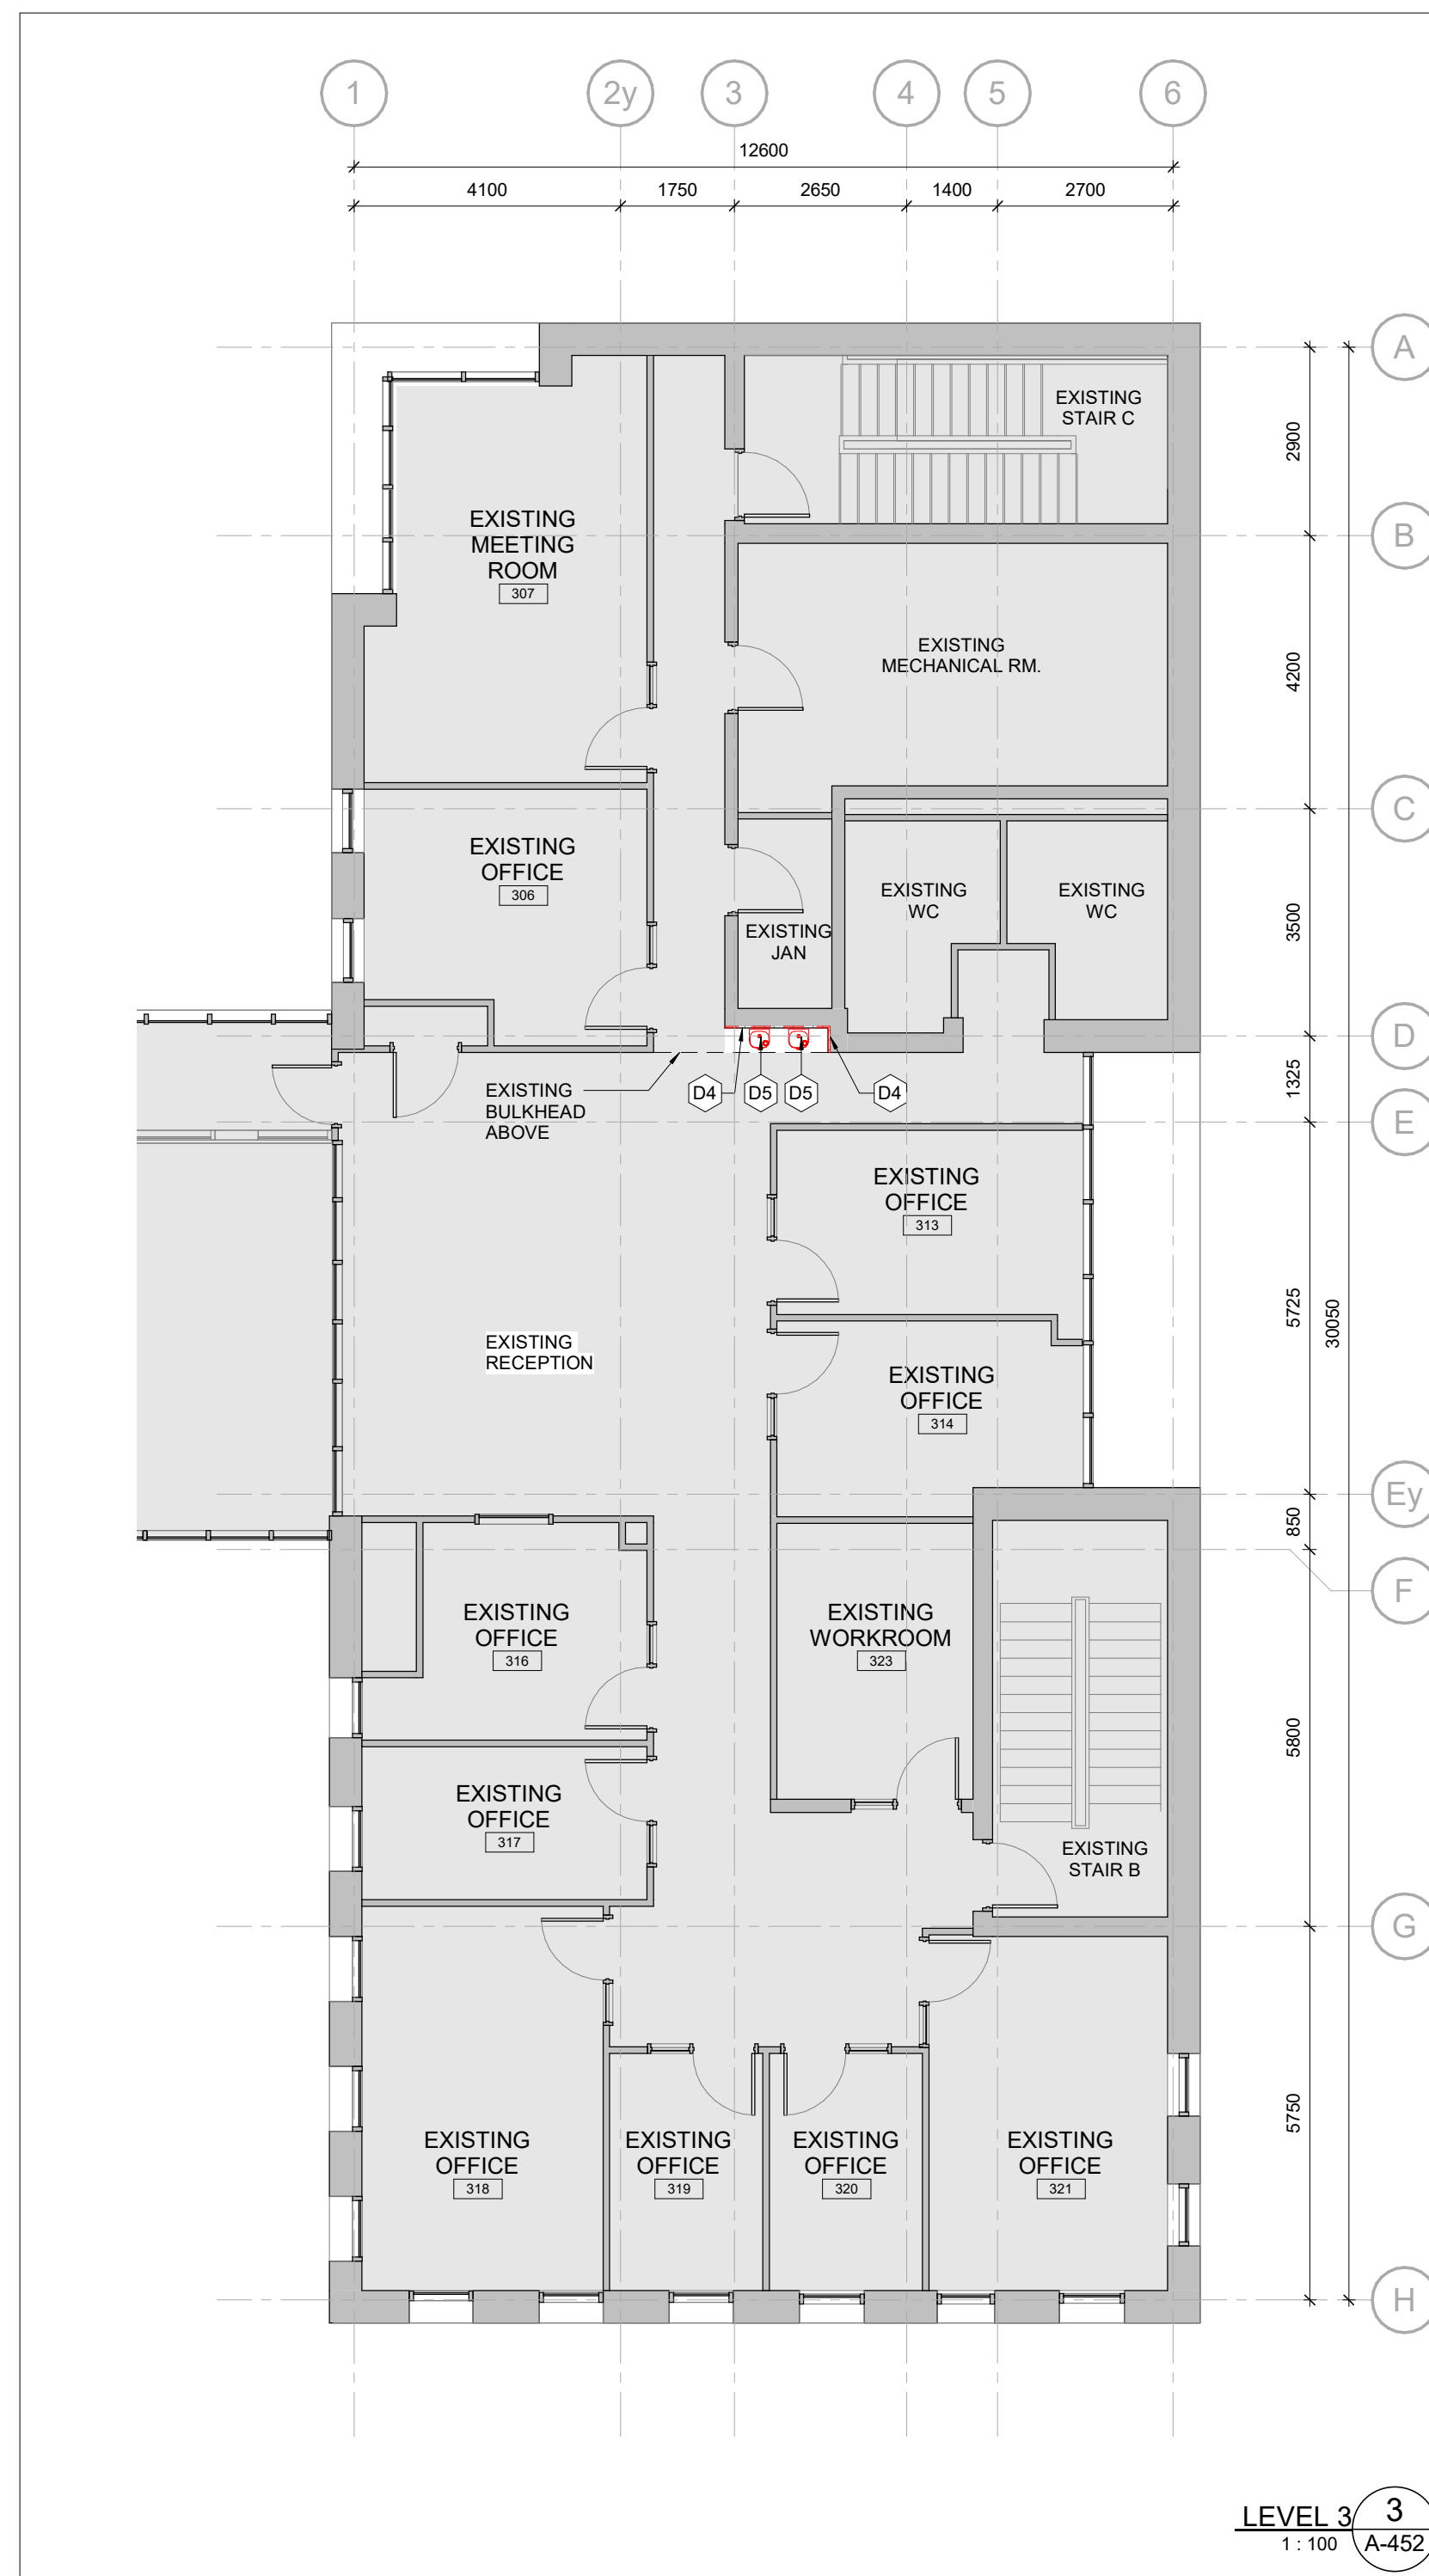 1
2y
3
4
5
6
12600
4100
1750
2650
1400
2700
A
EXISTING
STAIR C
2900
B
EXISTING
MEETING
ROOM
307
EXISTING
MECHANICAL RM.
4200
C
EXISTING
OFFICE
306
EXISTING
WC
EXISTING
WC
EXISTING
JAN
3500
D
EXISTING
BULKHEAD
ABOVE
D4
D5
D5
D4
1325
E
EXISTING
OFFICE
313
5725
30050
EXISTING
RECEPTION
EXISTING
OFFICE
314
Ey
850
F
EXISTING
OFFICE
316
EXISTING
WORKROOM
323
5800
EXISTING
OFFICE
317
EXISTING
STAIR B
G
5750
EXISTING
OFFICE
318
EXISTING
OFFICE
319
EXISTING
OFFICE
320
EXISTING
OFFICE
321
H
LEVEL 3
1 : 100
3
A-452